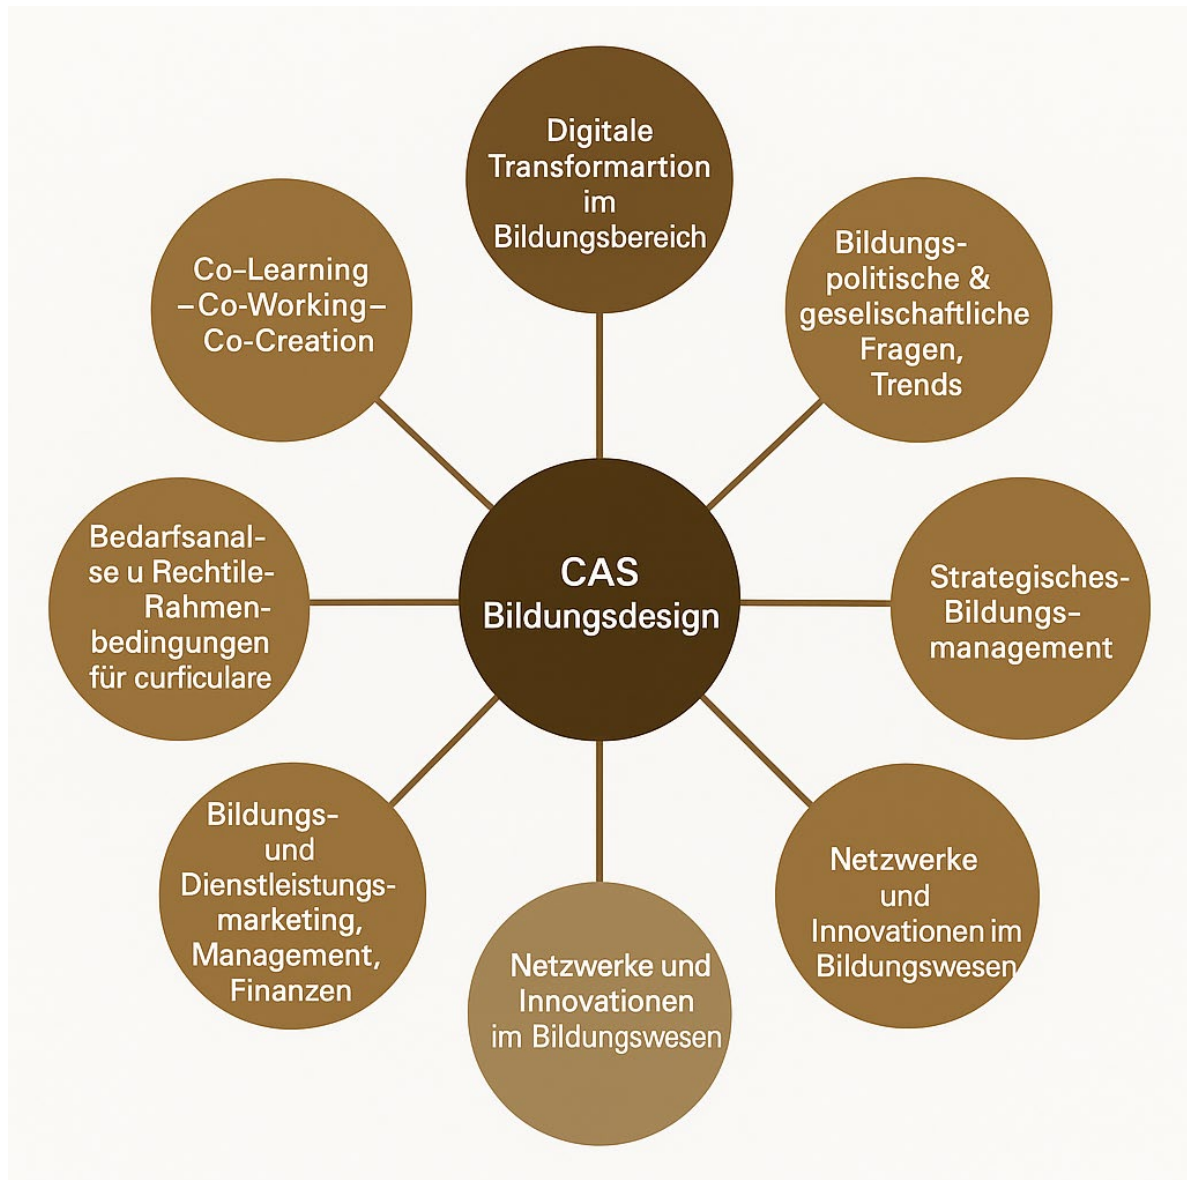 Digitale
Transformartion
im
Bildungsbereich
Bildungs-
politische &
geselischaftliche
Fragen,
Trends
Strategisches-
Bildungs-
management
Netzwerke
und
Innovationen im
Bildungswesen
Netzwerke und
Innovationen
im Bildungswesen
Bildungs-
und
Dienstleistungs-
marketing,
Management,
Finanzen
Bedarfsanal-
se u Rechtile-
Rahmen-
bedingungen
für curficulare
Co-Learning
-Co-Working-
Co-Creation
CAS
Bildungsdesign